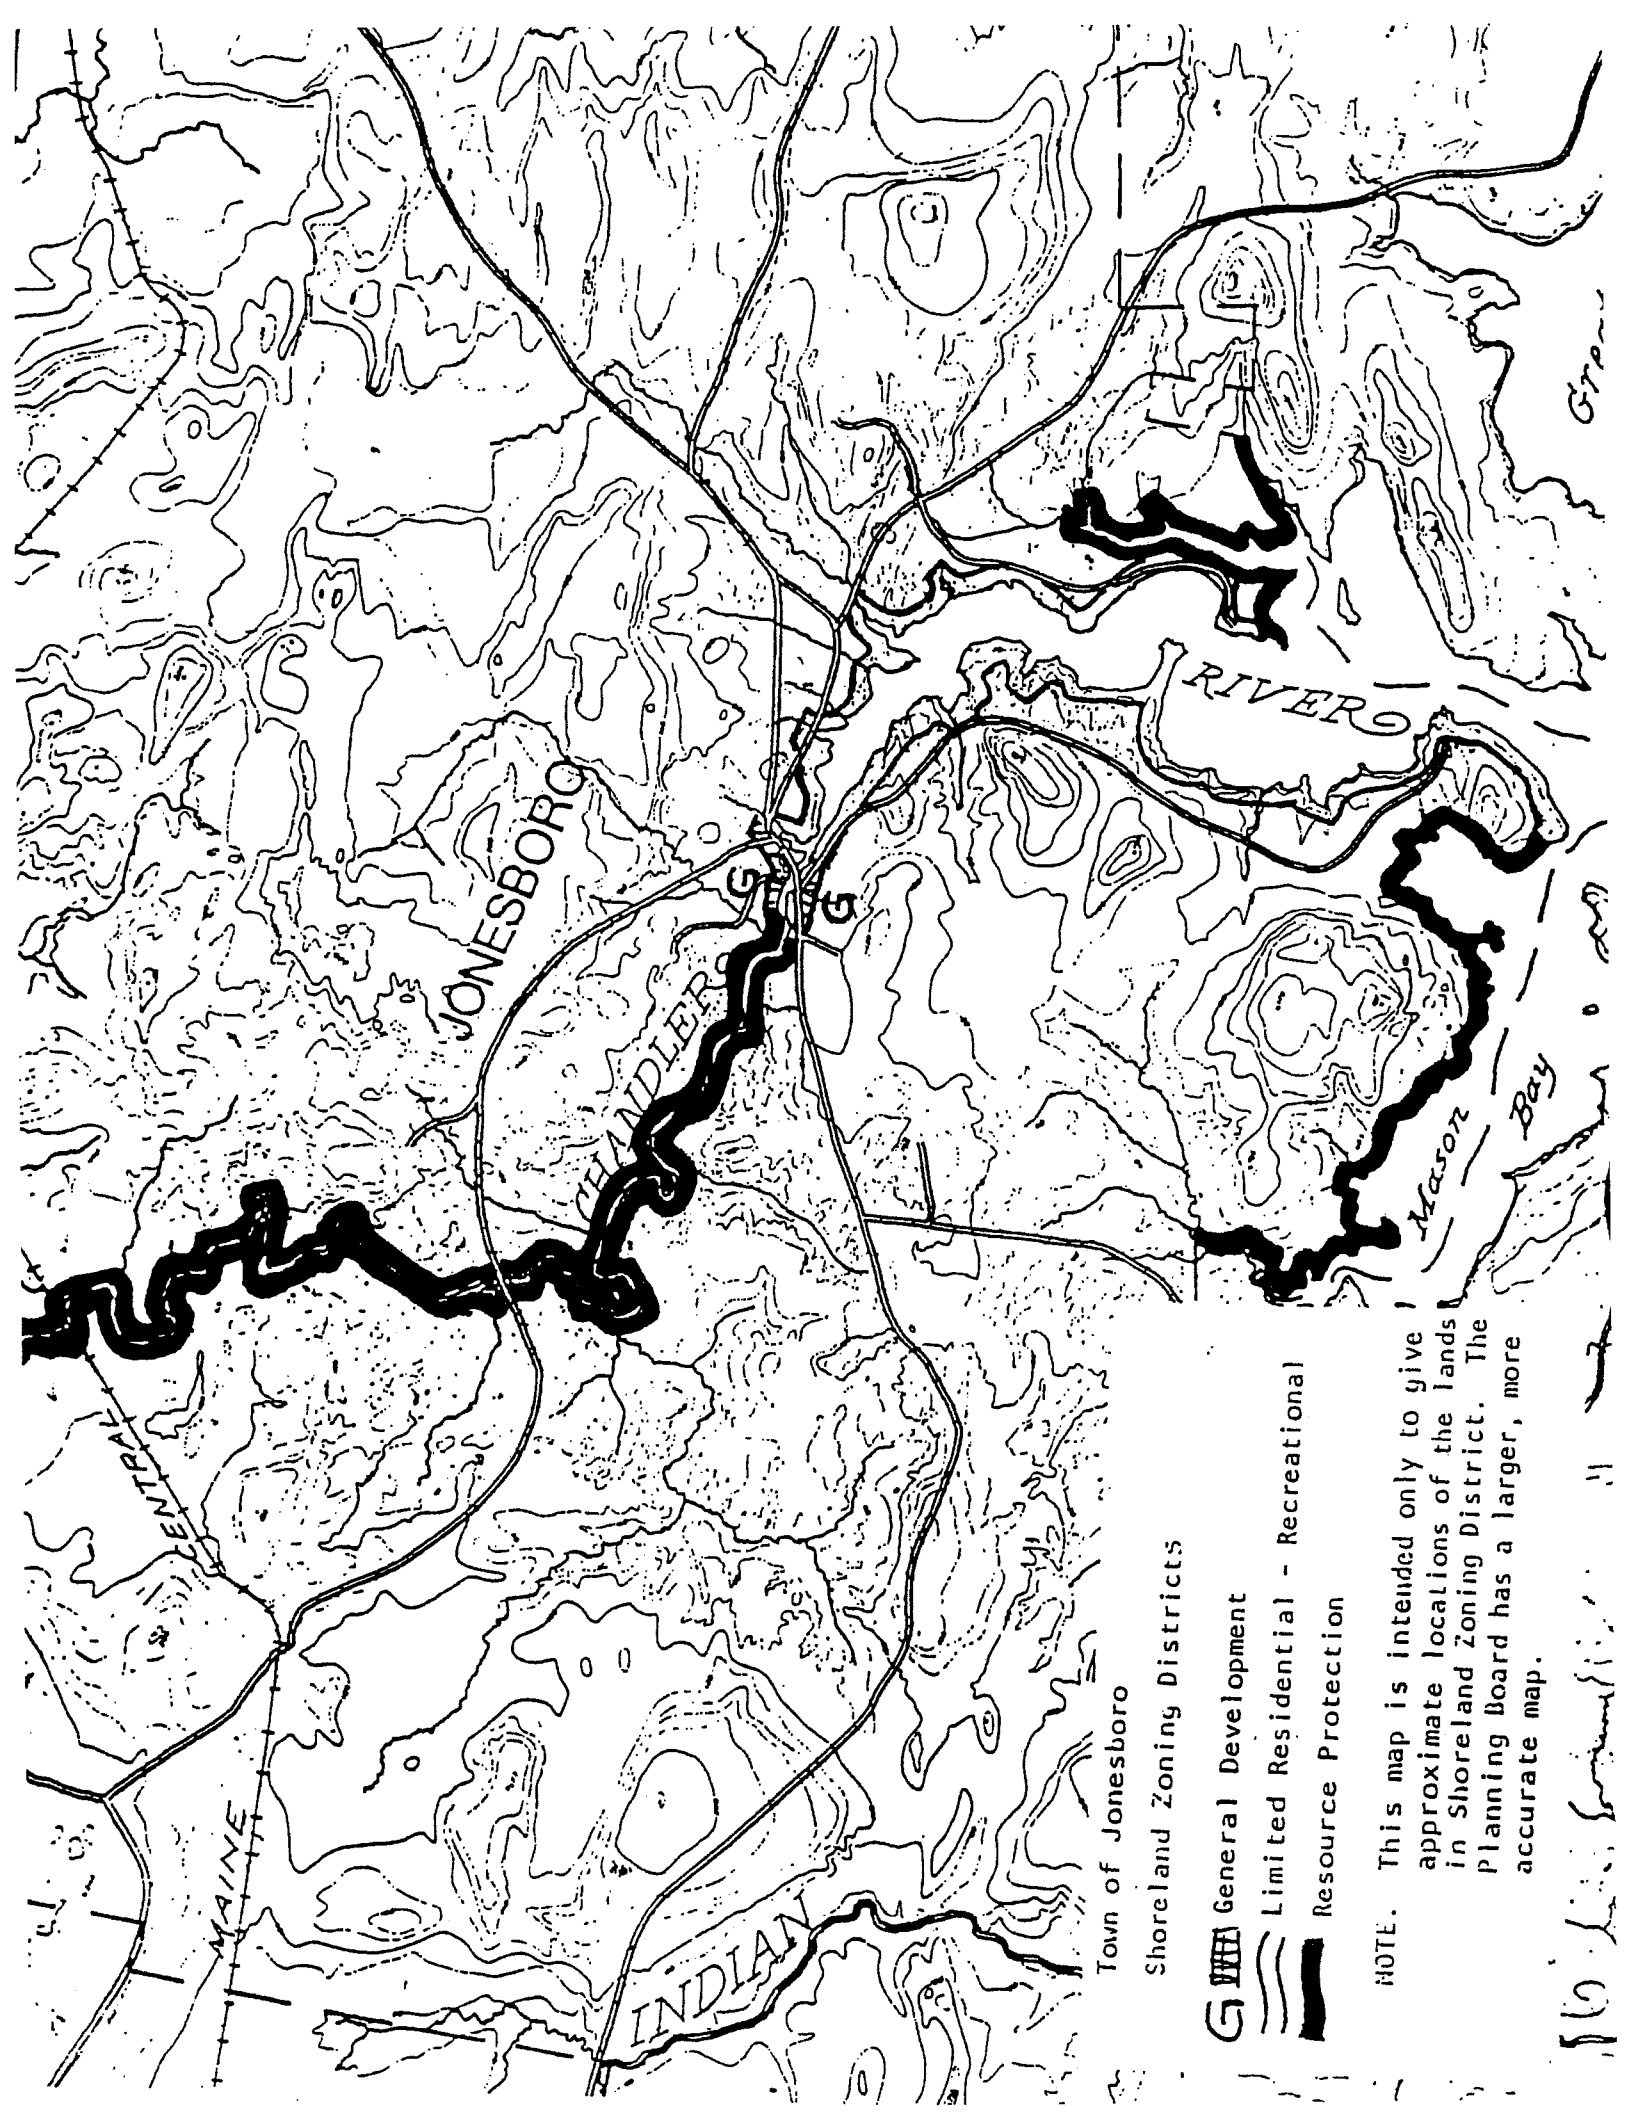 MAINE
CENTRAL
JONESBORO
CHANDLER
RIVER
INDIAN
G
G
Mason
Bay
Town of Jonesboro
Shoreland Zoning Districts
G General Development
Limited Residential - Recreational
Resource Protection
NOTE. This map is intended only to give
approximate locations of the lands
in Shoreland Zoning District. The
Planning Board has a larger, more
accurate map.